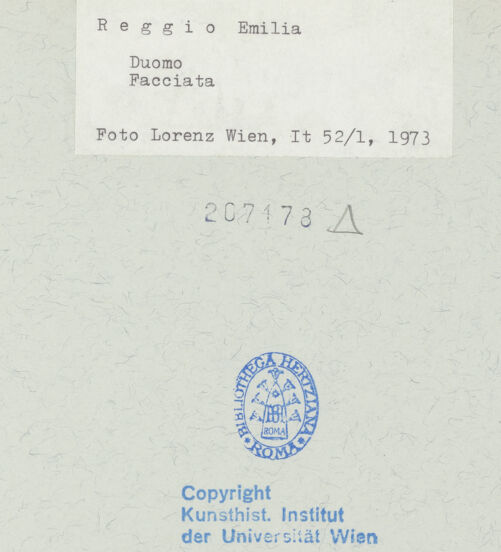 R e g g i o Emilia
Duomo
Facciata
Foto Lorenz Wien, It 52/1, 1973
207178 Δ
BIBLIOTHECA HERTZIANA
ROMA
ROMA
Copyright
Kunsthist. Institut
der Universität Wien